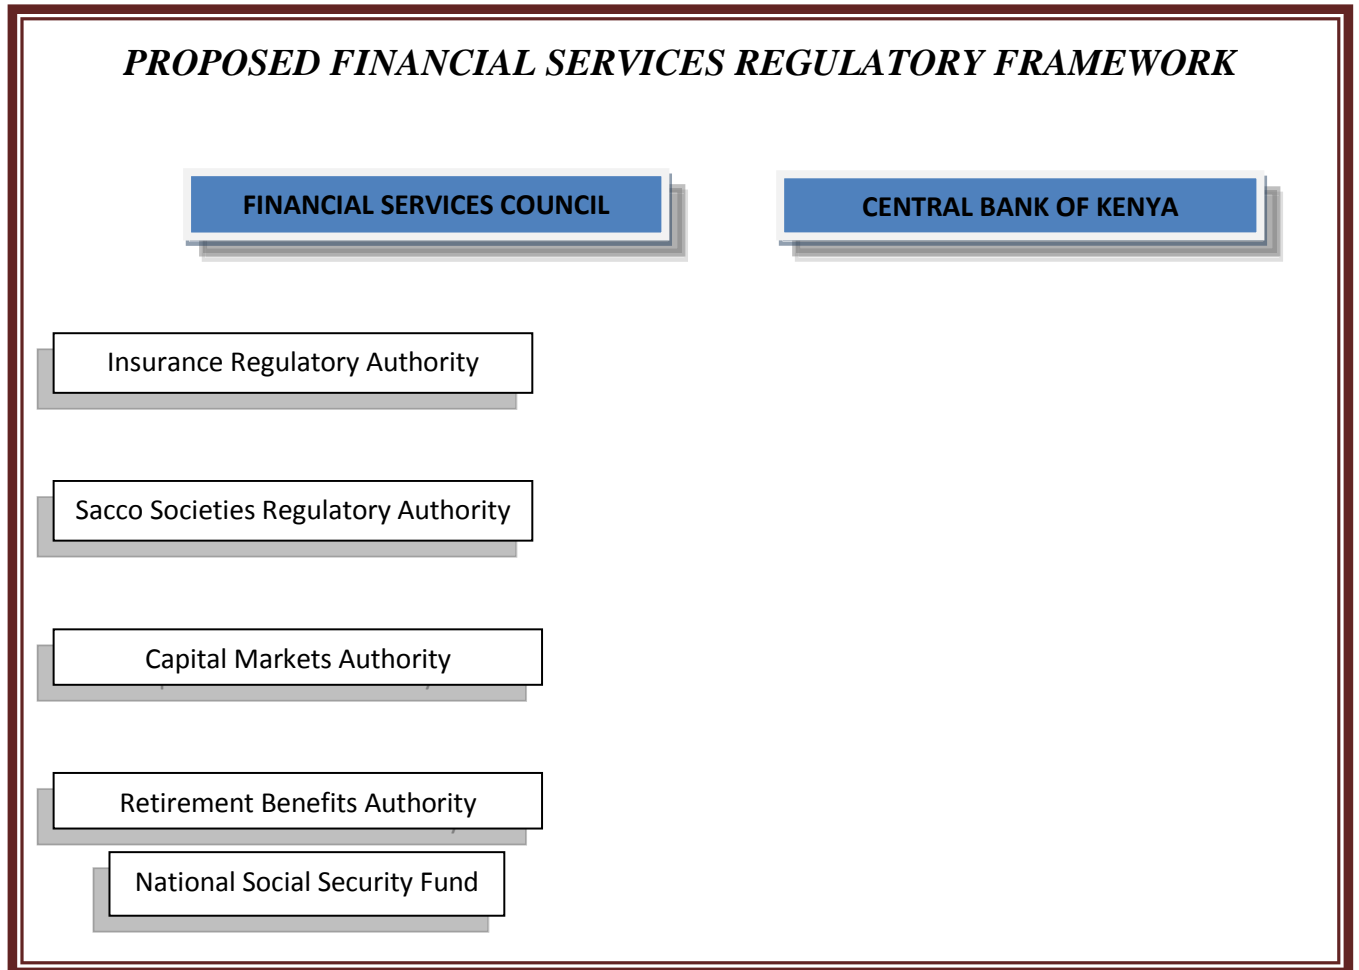 PROPOSED FINANCIAL SERVICES REGULATORY FRAMEWORK
FINANCIAL SERVICES COUNCIL
CENTRAL BANK OF KENYA
Insurance Regulatory Authority
Sacco Societies Regulatory Authority
Capital Markets Authority
Retirement Benefits Authority
National Social Security Fund